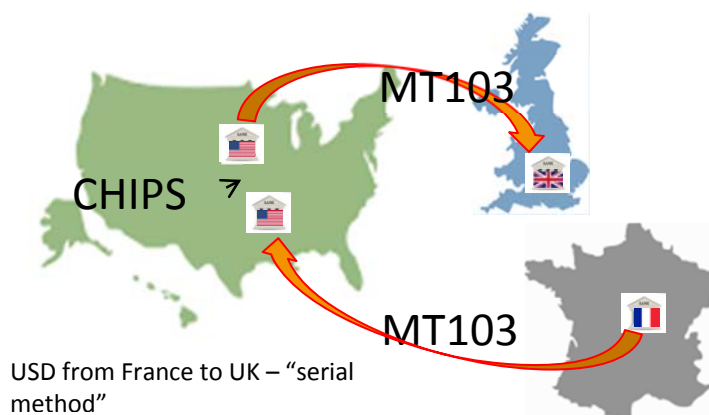 MT103
CHIPS
MT103
USD from France to UK – “serial
method”